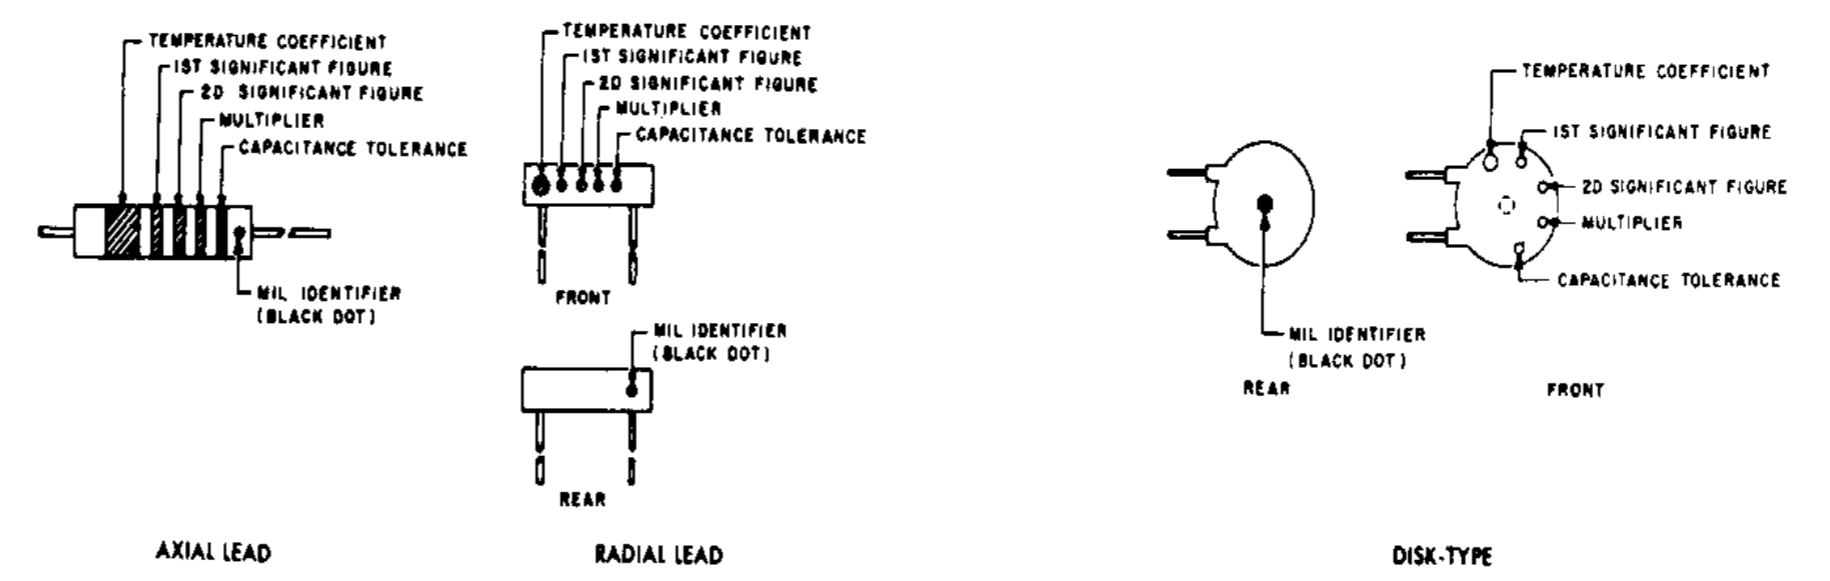 TEMPERATURE COEFFICIENT
1ST SIGNIFICANT FIGURE
2D SIGNIFICANT FIGURE
MULTIPLIER
CAPACITANCE TOLERANCE
MIL IDENTIFIER
(BLACK DOT)
AXIAL LEAD
TEMPERATURE COEFFICIENT
1ST SIGNIFICANT FIGURE
2D SIGNIFICANT FIGURE
MULTIPLIER
CAPACITANCE TOLERANCE
FRONT
MIL IDENTIFIER
(BLACK DOT)
REAR
RADIAL LEAD
MIL IDENTIFIER
(BLACK DOT)
REAR
TEMPERATURE COEFFICIENT
1ST SIGNIFICANT FIGURE
2D SIGNIFICANT FIGURE
MULTIPLIER
CAPACITANCE TOLERANCE
FRONT
DISK-TYPE